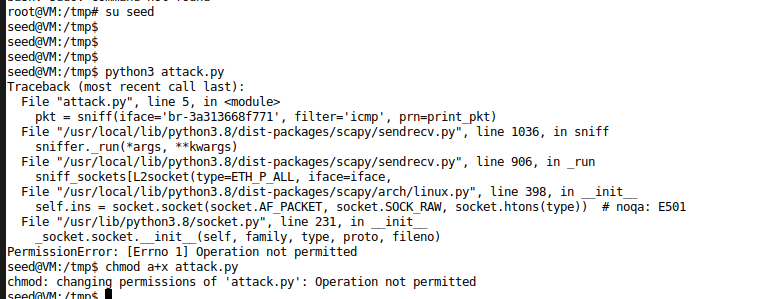 root@VM:/tmp# su seed
seed@VM:/tmp$
seed@VM:/tmp$
seed@VM:/tmp$
seed@VM:/tmp$ python3 attack.py
Traceback (most recent call last):
  File "attack.py", line 5, in <module>
    pkt = sniff(iface='br-3a313668f771', filter='icmp', prn=print_pkt)
  File "/usr/local/lib/python3.8/dist-packages/scapy/sendrecv.py", line 1036, in sniff
    sniffer._run(*args, **kwargs)
  File "/usr/local/lib/python3.8/dist-packages/scapy/sendrecv.py", line 906, in _run
    sniff_sockets[L2socket(type=ETH_P_ALL, iface=iface,
  File "/usr/local/lib/python3.8/dist-packages/scapy/arch/linux.py", line 398, in __init__
    self.ins = socket.socket(socket.AF_PACKET, socket.SOCK_RAW, socket.htons(type))  # noqa: E501
  File "/usr/lib/python3.8/socket.py", line 231, in __init__
    _socket.socket.__init__(self, family, type, proto, fileno)
PermissionError: [Errno 1] Operation not permitted
seed@VM:/tmp$ chmod a+x attack.py
chmod: changing permissions of 'attack.py': Operation not permitted
seed@VM:/tmp$